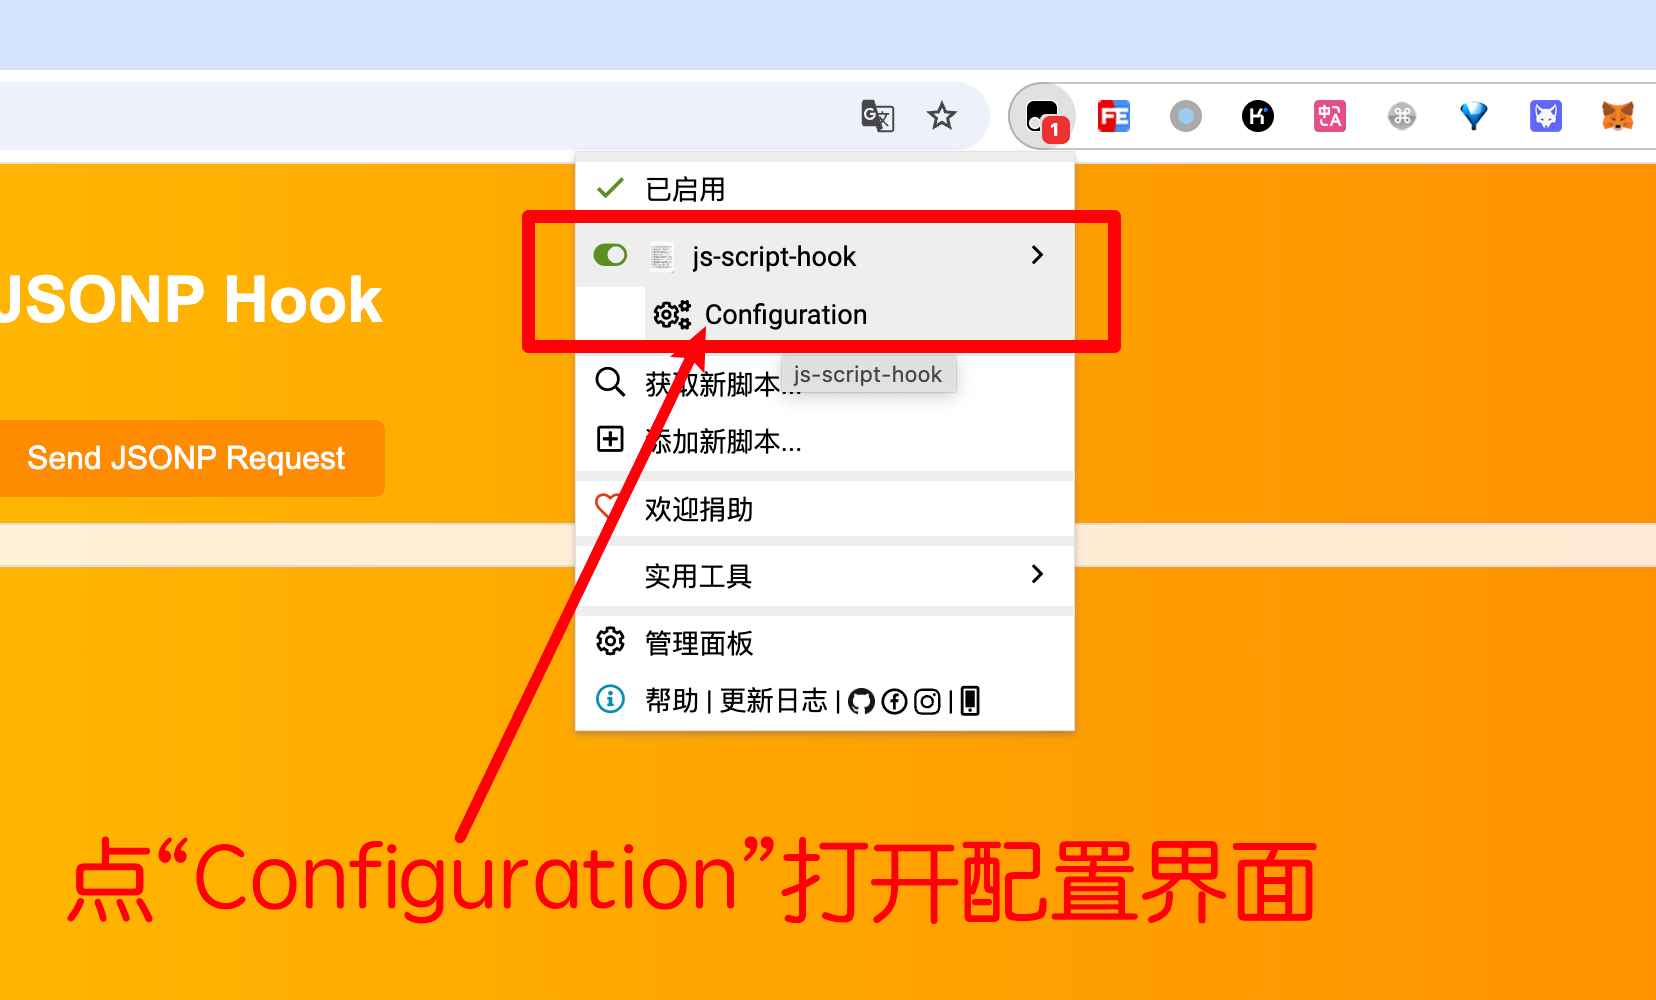 1
FE
K
中
A
已启用
js-script-hook
Configuration
js-script-hook
获取新脚本...
添加新脚本...
欢迎捐助
实用工具
管理面板
帮助 | 更新日志 |
JSONP Hook
Send JSONP Request
点“Configuration”打开配置界面